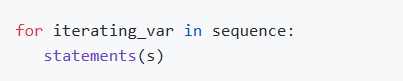 for iterating_var in sequence:
   statements(s)